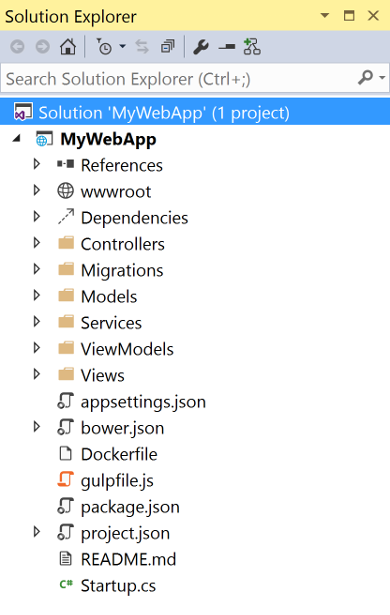 Solution Explorer
Search Solution Explorer (Ctrl+;)
Solution 'MyWebApp' (1 project)
MyWebApp
References
wwwroot
Dependencies
Controllers
Migrations
Models
Services
ViewModels
Views
appsettings.json
bower.json
Dockerfile
gulpfile.js
package.json
project.json
README.md
C# Startup.cs